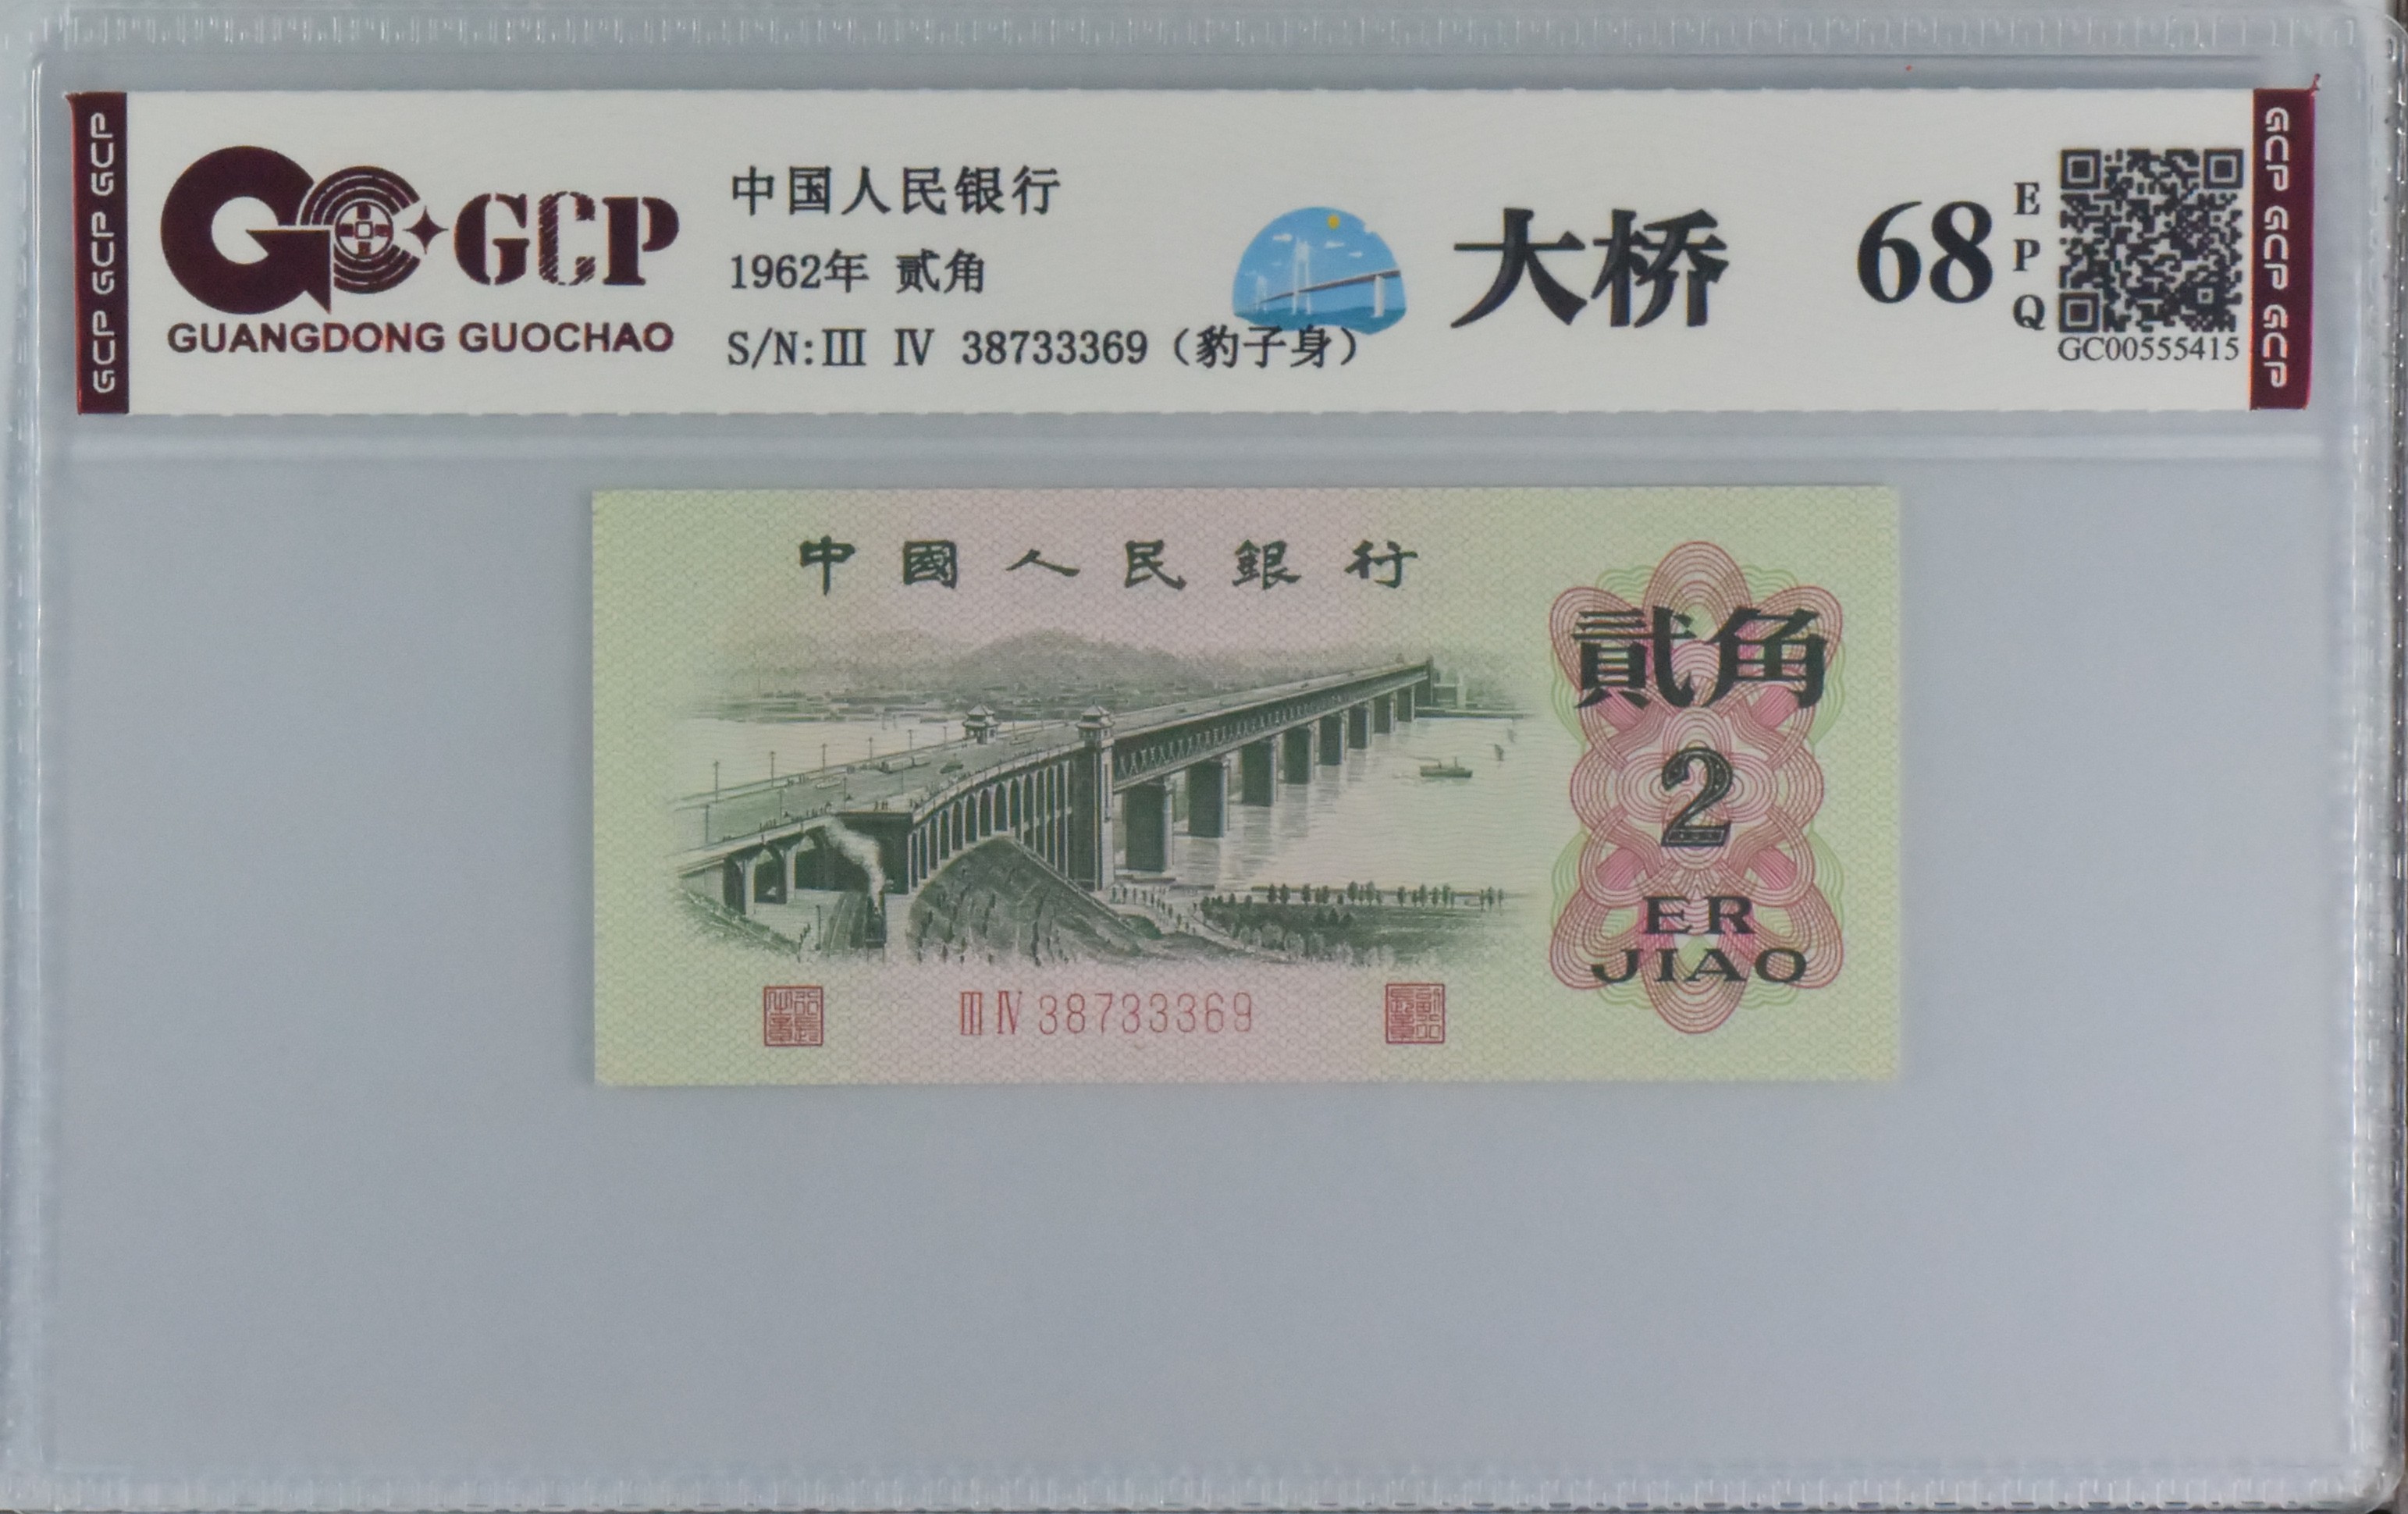 GCP GCP GCP
GCP
GUANGDONG GUOCHAO
中国人民银行
1962年 贰角
S/N:Ⅲ Ⅳ 38733369（豹子身）
大桥
68
E
P
Q
GC00555415
GCP GCP GCP
中國人民銀行
貳角
2
ER
JIAO
Ⅲ Ⅳ 38733369